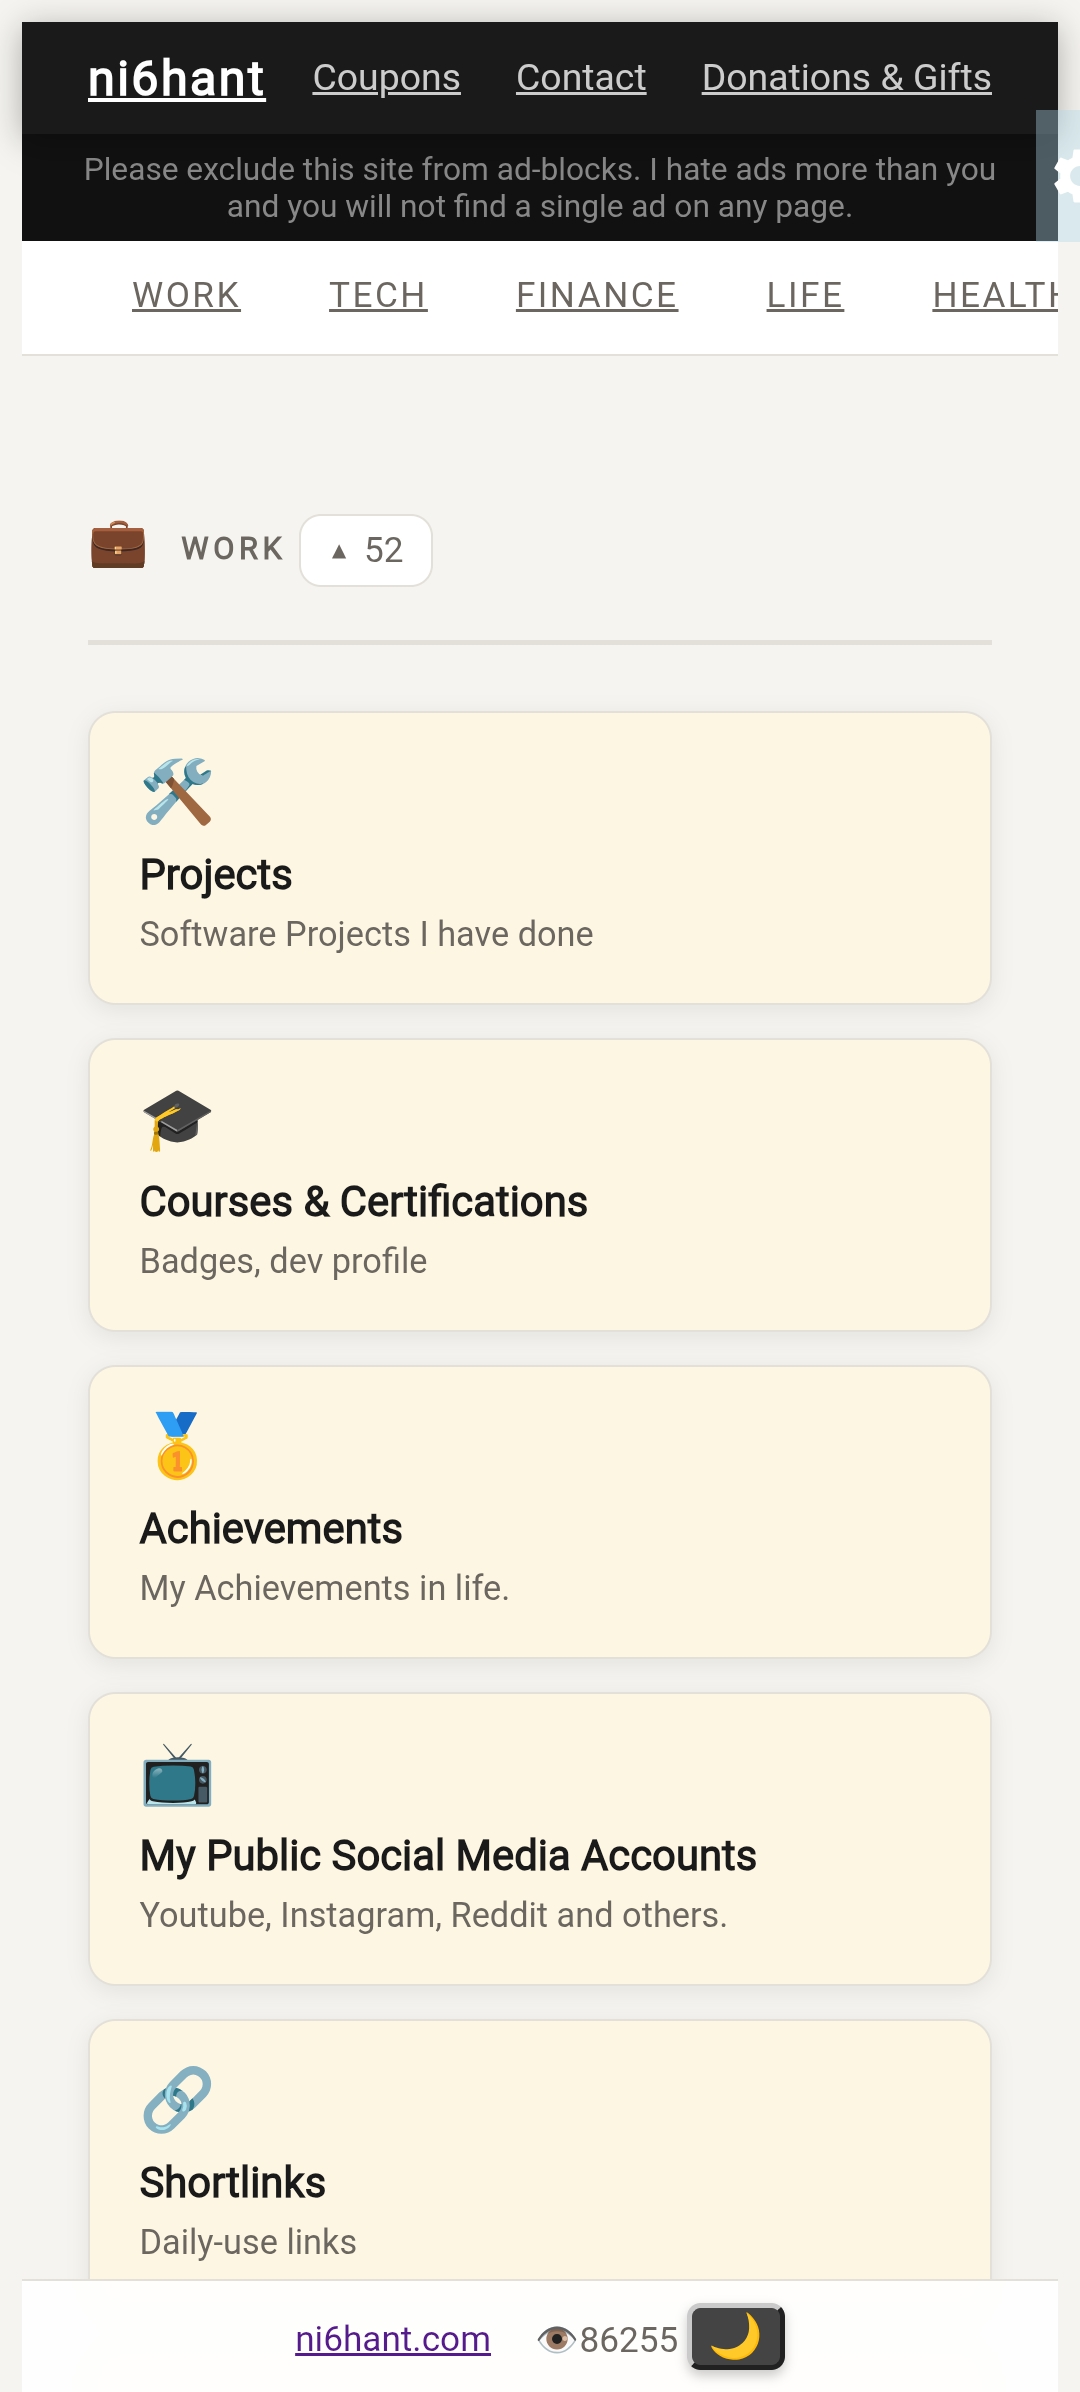 ni6hant Coupons Contact Donations & Gifts
Please exclude this site from ad-blocks. I hate ads more than you
and you will not find a single ad on any page.
WORK TECH FINANCE LIFE HEALTH
WORK ▲ 52
Projects
Software Projects I have done
Courses & Certifications
Badges, dev profile
Achievements
My Achievements in life.
My Public Social Media Accounts
Youtube, Instagram, Reddit and others.
Shortlinks
Daily-use links
ni6hant.com 86255